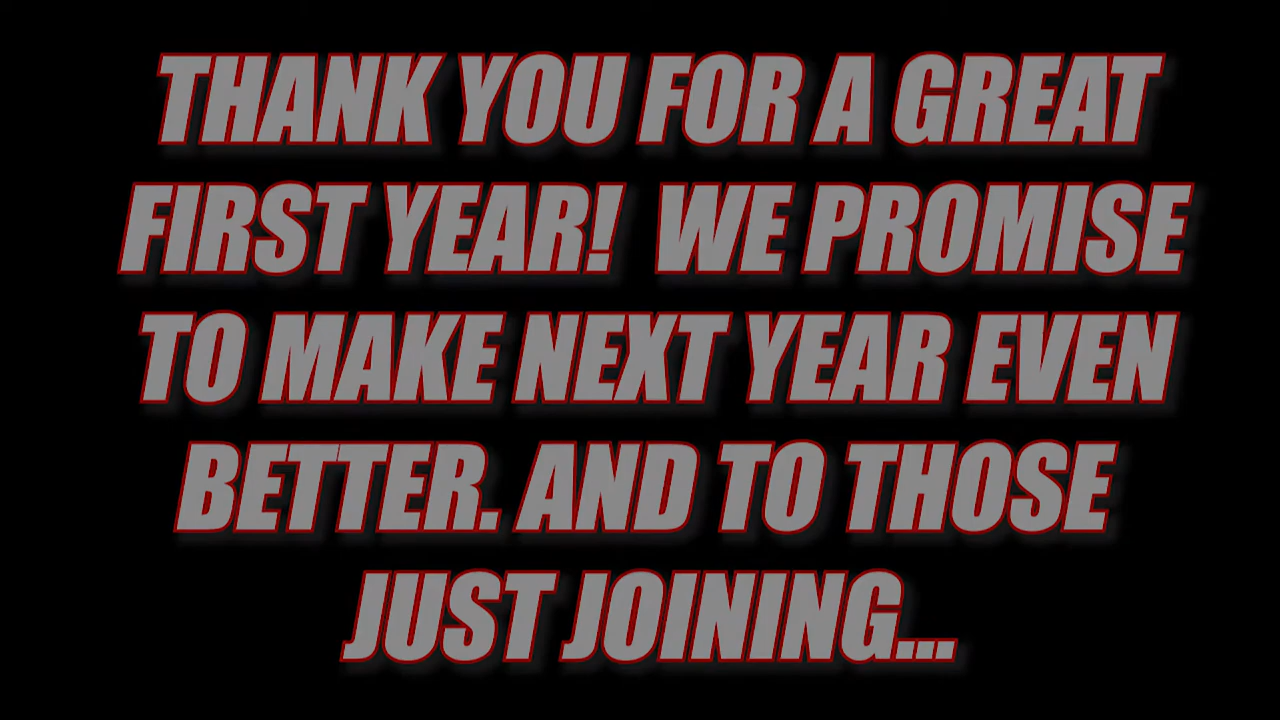 THANK YOU FOR A GREAT
FIRST YEAR! WE PROMISE
TO MAKE NEXT YEAR EVEN
BETTER. AND TO THOSE
JUST JOINING...